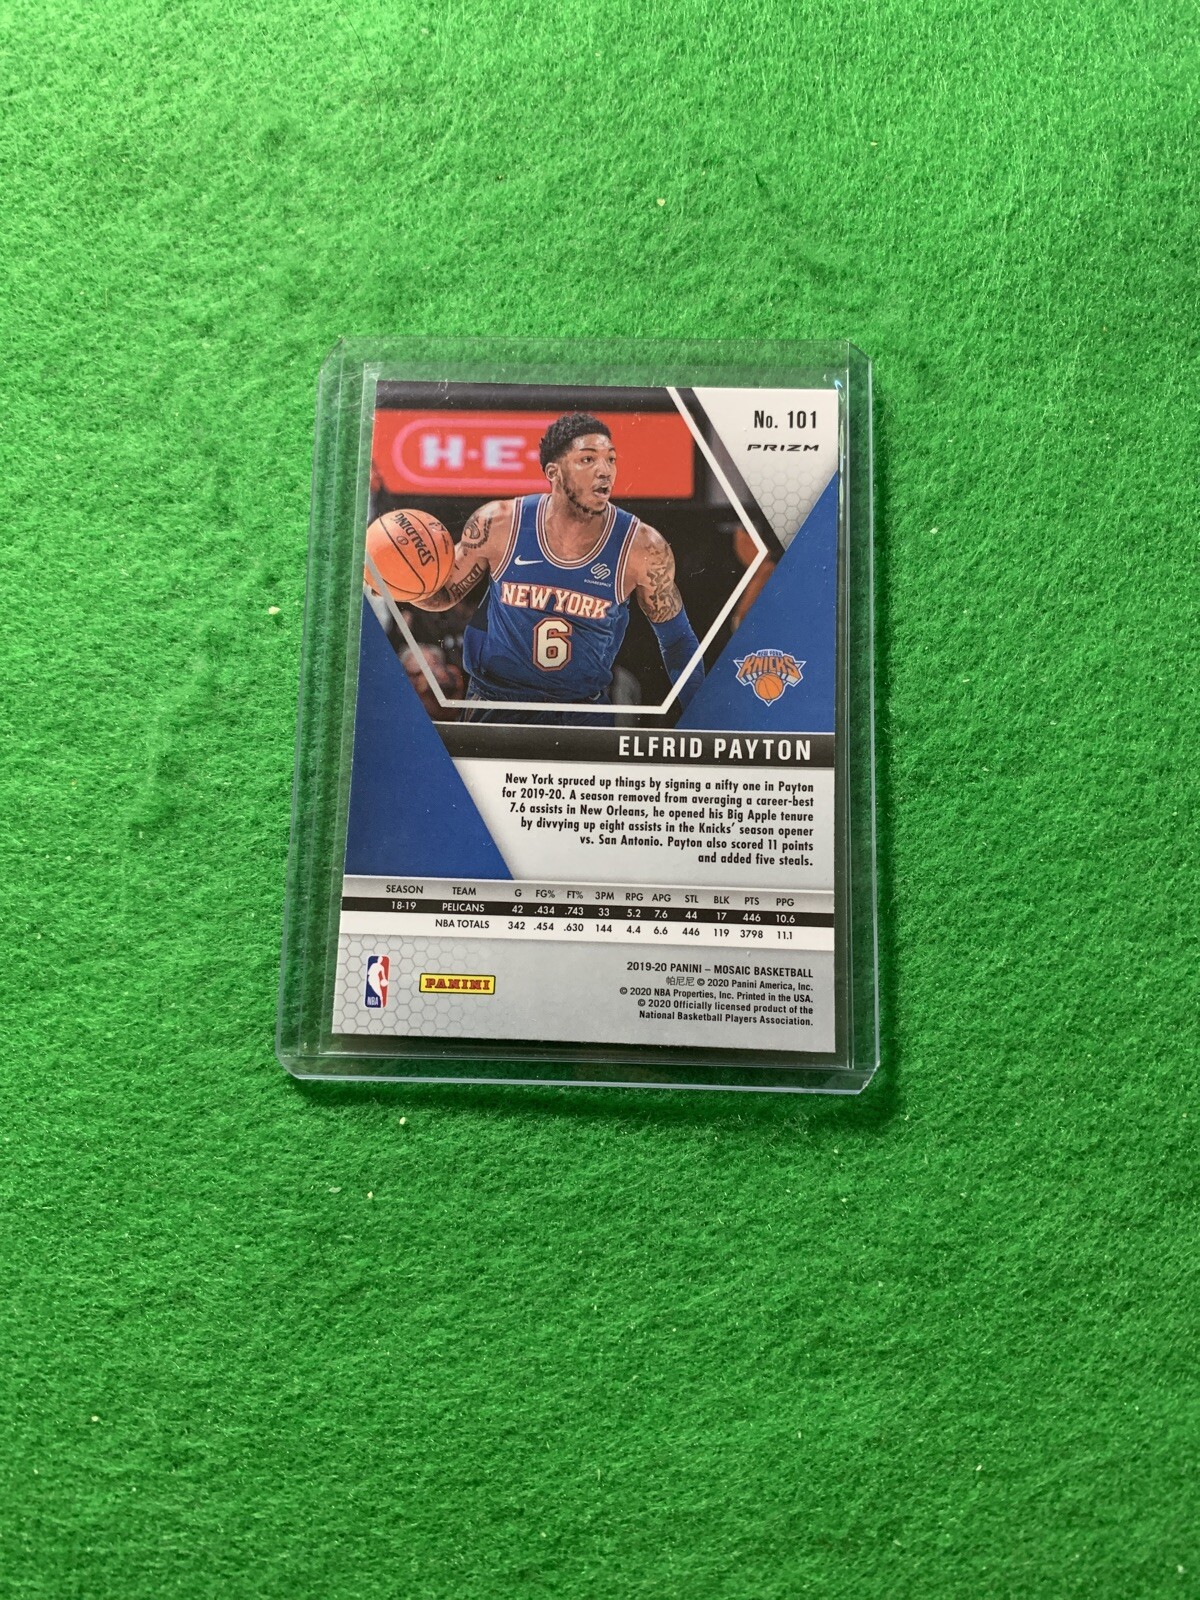 No. 101
PRIZM
H·E·
SPALDING
SQUARESPACE
NEW YORK
6
NEW YORK
KNICKS
ELFRID PAYTON
New York spruced up things by signing a nifty one in Payton
for 2019-20. A season removed from averaging a career-best
7.6 assists in New Orleans, he opened his Big Apple tenure
by divvying up eight assists in the Knicks' season opener
vs. San Antonio. Payton also scored 11 points
and added five steals.
SEASON TEAM G FG% FT% 3PM RPG APG STL BLK PTS PPG
18-19 PELICANS 42 .434 .743 33 5.2 7.6 44 17 446 10.6
NBA TOTALS 342 .454 .630 144 4.4 6.6 446 119 3798 11.1
NBA
PANINI
2019-20 PANINI – MOSAIC BASKETBALL
帕尼尼 © 2020 Panini America, Inc.
© 2020 NBA Properties, Inc. Printed in the USA.
© 2020 Officially licensed product of the
National Basketball Players Association.